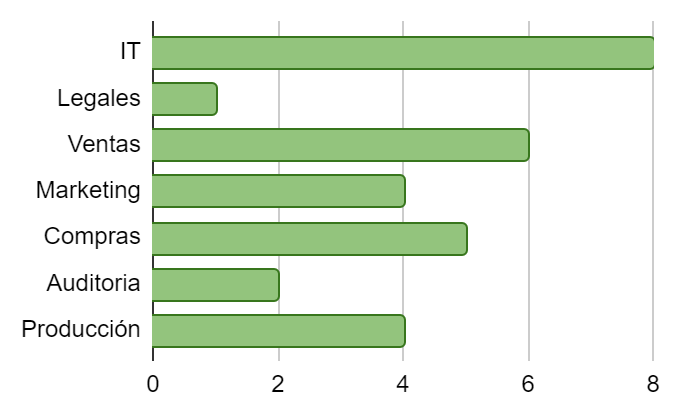 IT
Legales
Ventas
Marketing
Compras
Auditoria
Producción
0 2 4 6 8